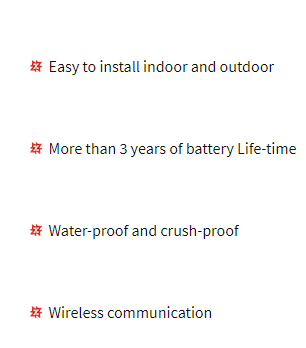 Easy to install indoor and outdoor
More than 3 years of battery Life-time
Water-proof and crush-proof
Wireless communication